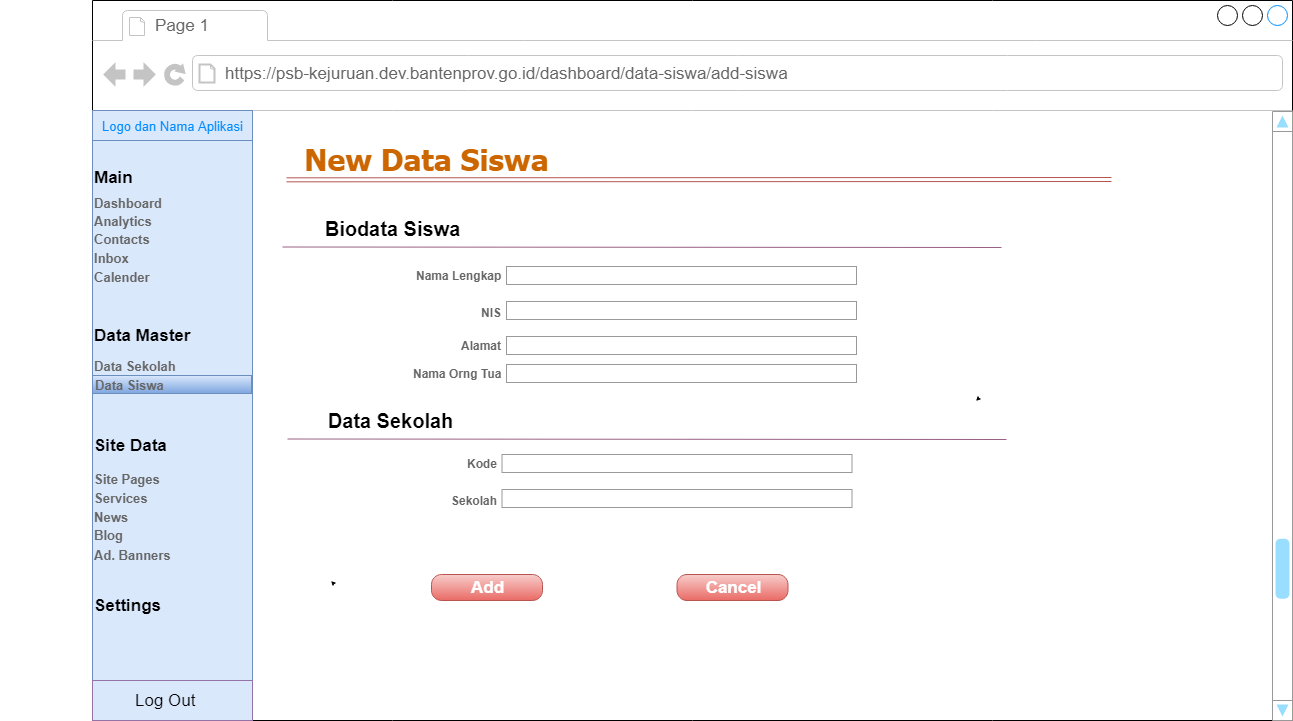 Page 1
https://psb-kejuruan.dev.bantenprov.go.id/dashboard/data-siswa/add-siswa
Logo dan Nama Aplikasi
Main
Dashboard
Analytics
Contacts
Inbox
Calender
Data Master
Data Sekolah
Data Siswa
Site Data
Site Pages
Services
News
Blog
Ad. Banners
Settings
Log Out
New Data Siswa
Biodata Siswa
Nama Lengkap
NIS
Alamat
Nama Orng Tua
Data Sekolah
Kode
Sekolah
Add Cancel